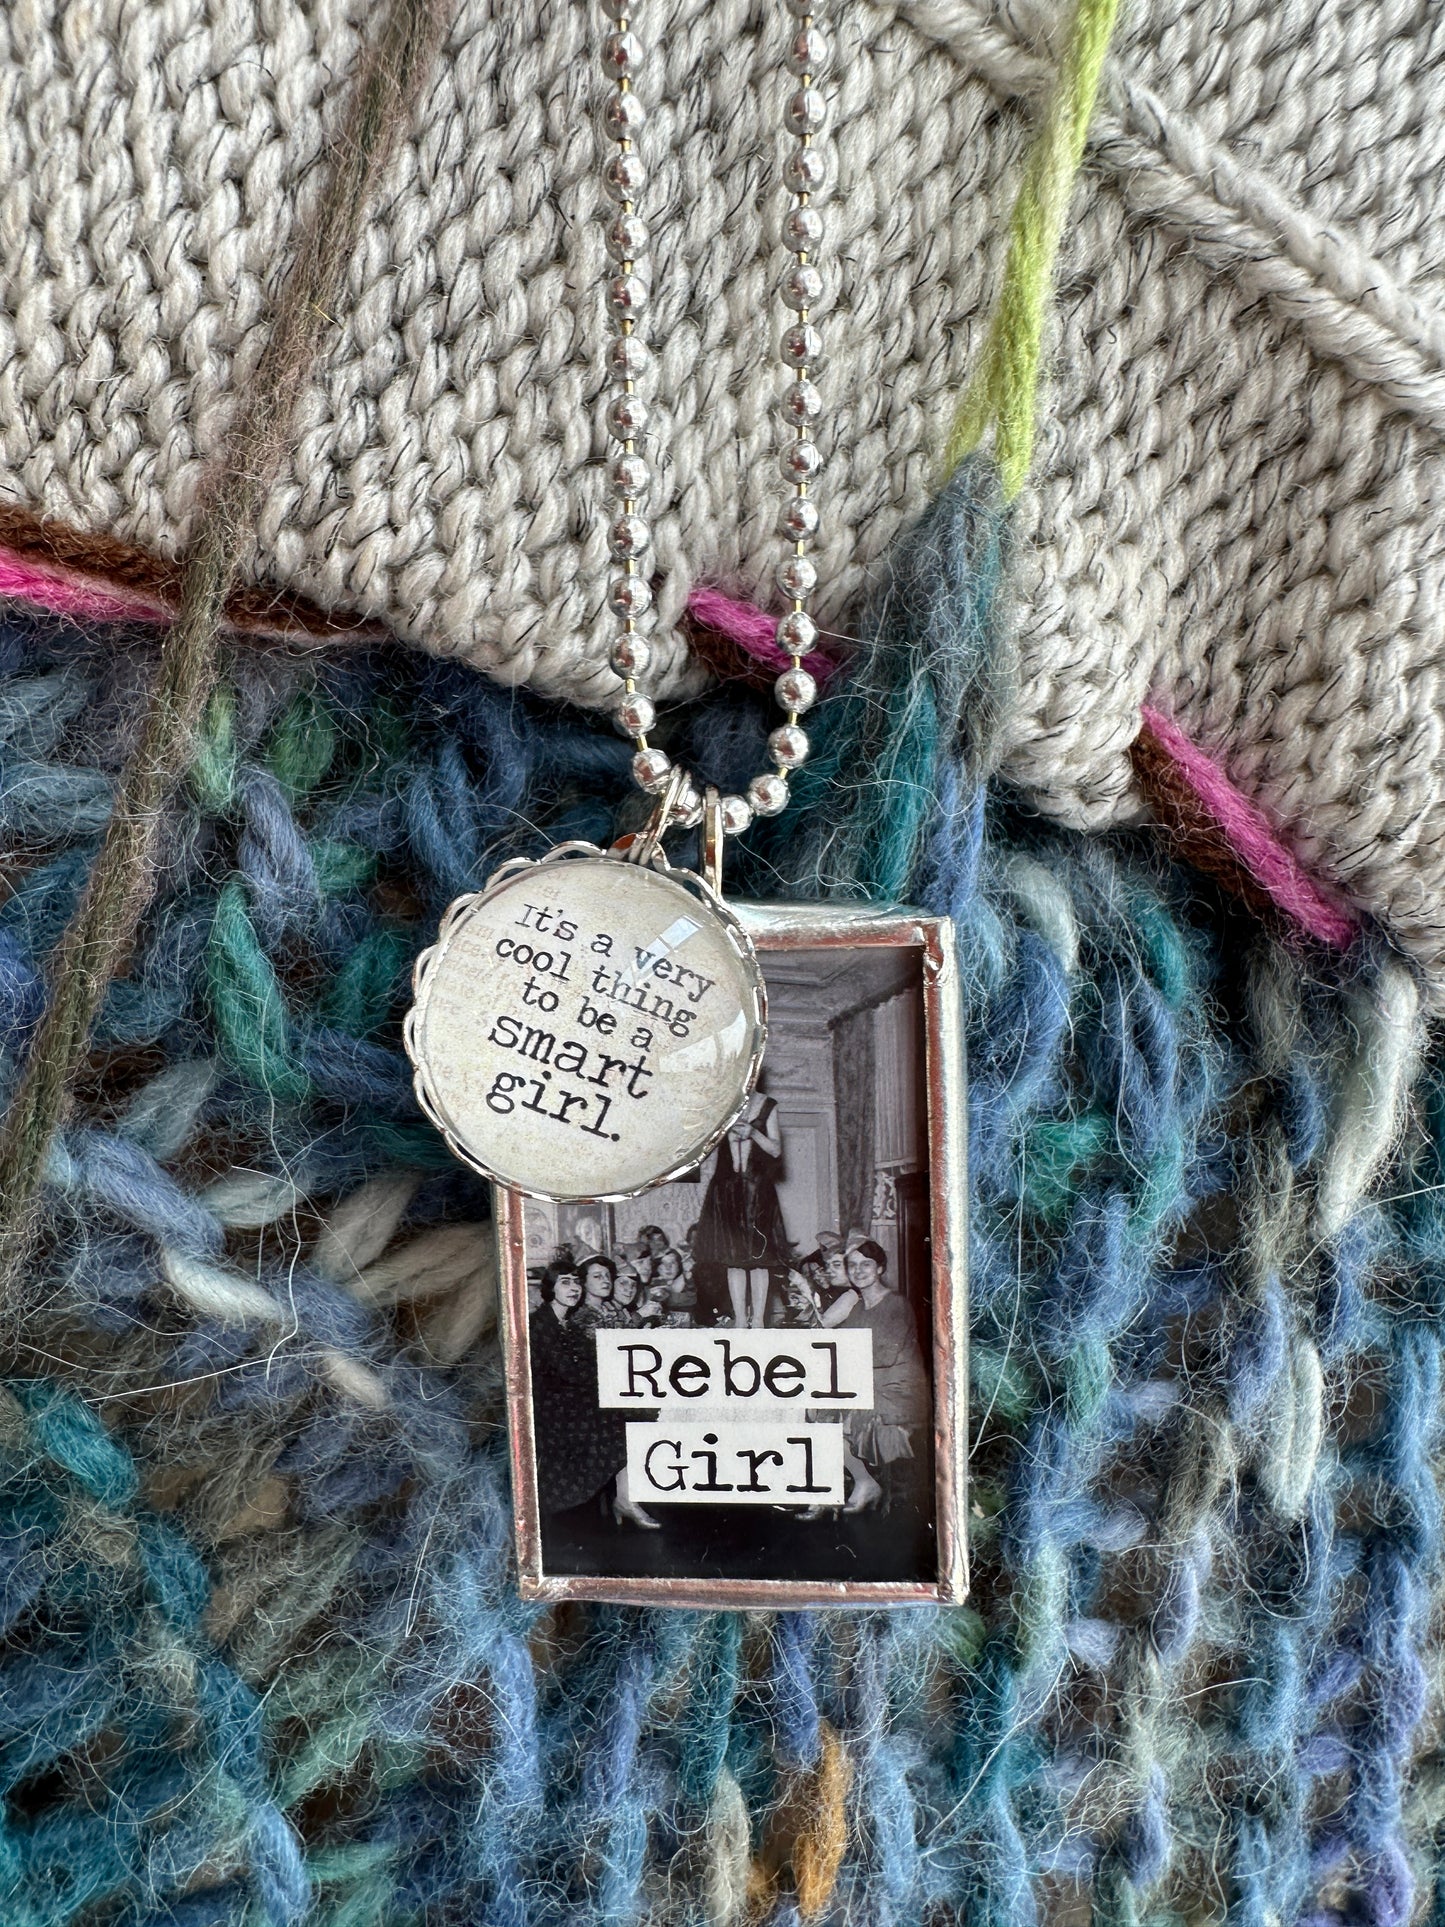 It's a very
cool thing
to be a
smart
girl.
Rebel
Girl